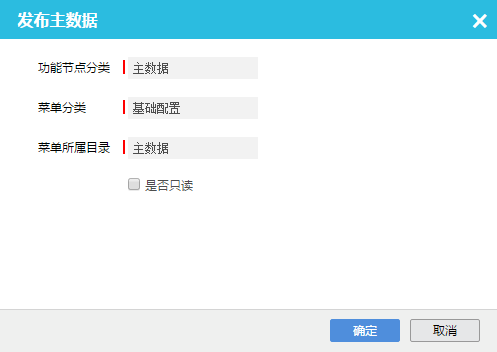 发布主数据
功能节点分类 主数据
菜单分类 基础配置
菜单所属目录 主数据
是否只读
确定 取消